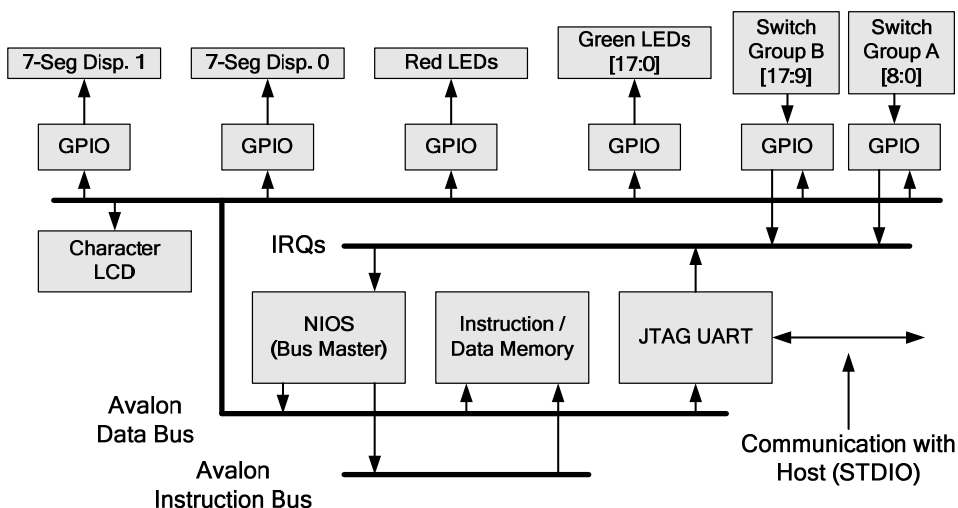 7-Seg Disp. 1
7-Seg Disp. 0
Red LEDs
Green LEDs
[17:0]
Switch
Group B
[17:9]
Switch
Group A
[8:0]
GPIO
GPIO
GPIO
GPIO
GPIO
GPIO
Character
LCD
IRQs
NIOS
(Bus Master)
Instruction /
Data Memory
JTAG UART
Avalon
Data Bus
Communication with
Host (STDIO)
Avalon
Instruction Bus